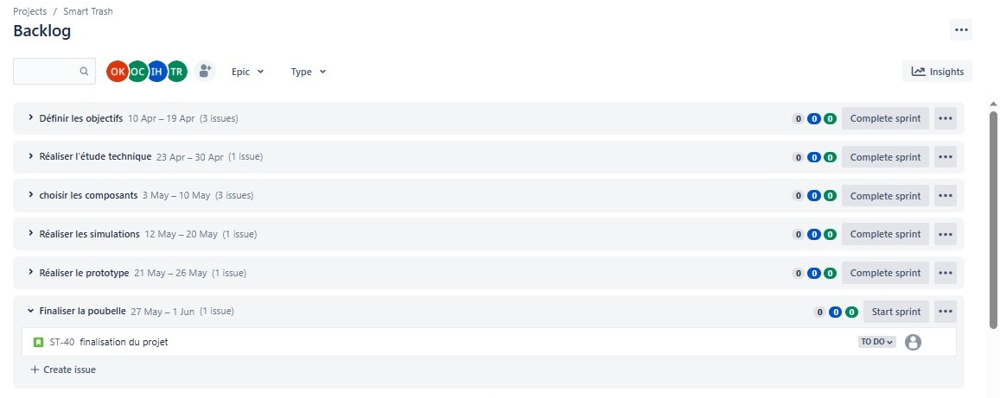 Projects / Smart Trash
Backlog
OK OC IH TR Epic Type Insights
Définir les objectifs 10 Apr – 19 Apr (3 issues) 0 0 0 Complete sprint
Réaliser l'étude technique 23 Apr – 30 Apr (1 issue) 0 0 0 Complete sprint
choisir les composants 3 May – 10 May (3 issues) 0 0 0 Complete sprint
Réaliser les simulations 12 May – 20 May (1 issue) 0 0 0 Complete sprint
Réaliser le prototype 21 May – 26 May (1 issue) 0 0 0 Complete sprint
Finaliser la poubelle 27 May – 1 Jun (1 issue) 0 0 0 Start sprint
ST-40 finalisation du projet TO DO
+ Create issue